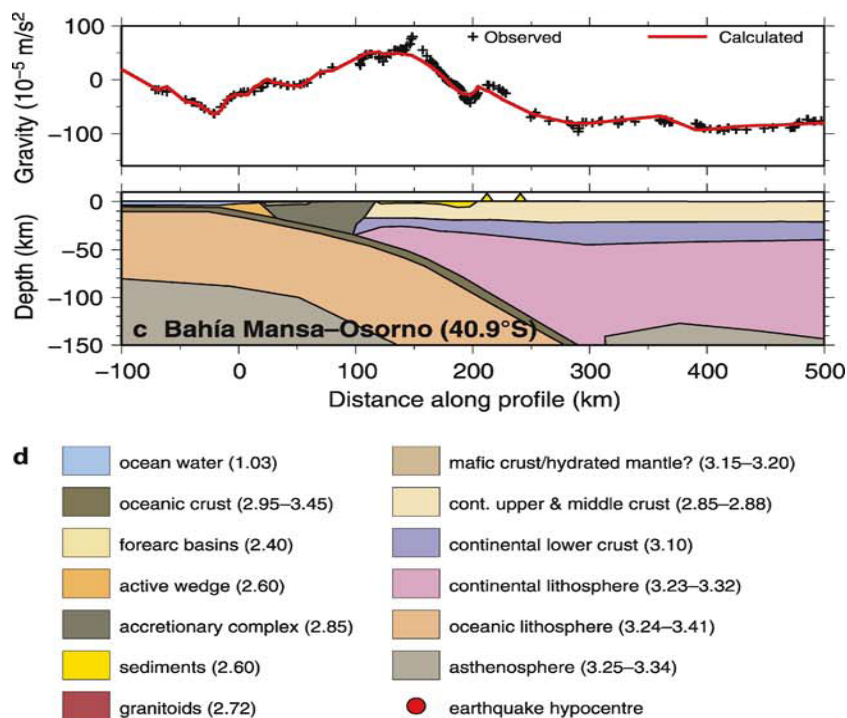 100
0
−100
Gravity (10⁻⁵ m/s²)
Observed
Calculated
0
−50
−100
−150
Depth (km)
c Bahía Mansa–Osorno (40.9°S)
−100 0 100 200 300 400 500
Distance along profile (km)
d
ocean water (1.03)
oceanic crust (2.95–3.45)
forearc basins (2.40)
active wedge (2.60)
accretionary complex (2.85)
sediments (2.60)
granitoids (2.72)
mafic crust/hydrated mantle? (3.15–3.20)
cont. upper & middle crust (2.85–2.88)
continental lower crust (3.10)
continental lithosphere (3.23–3.32)
oceanic lithosphere (3.24–3.41)
asthenosphere (3.25–3.34)
earthquake hypocentre